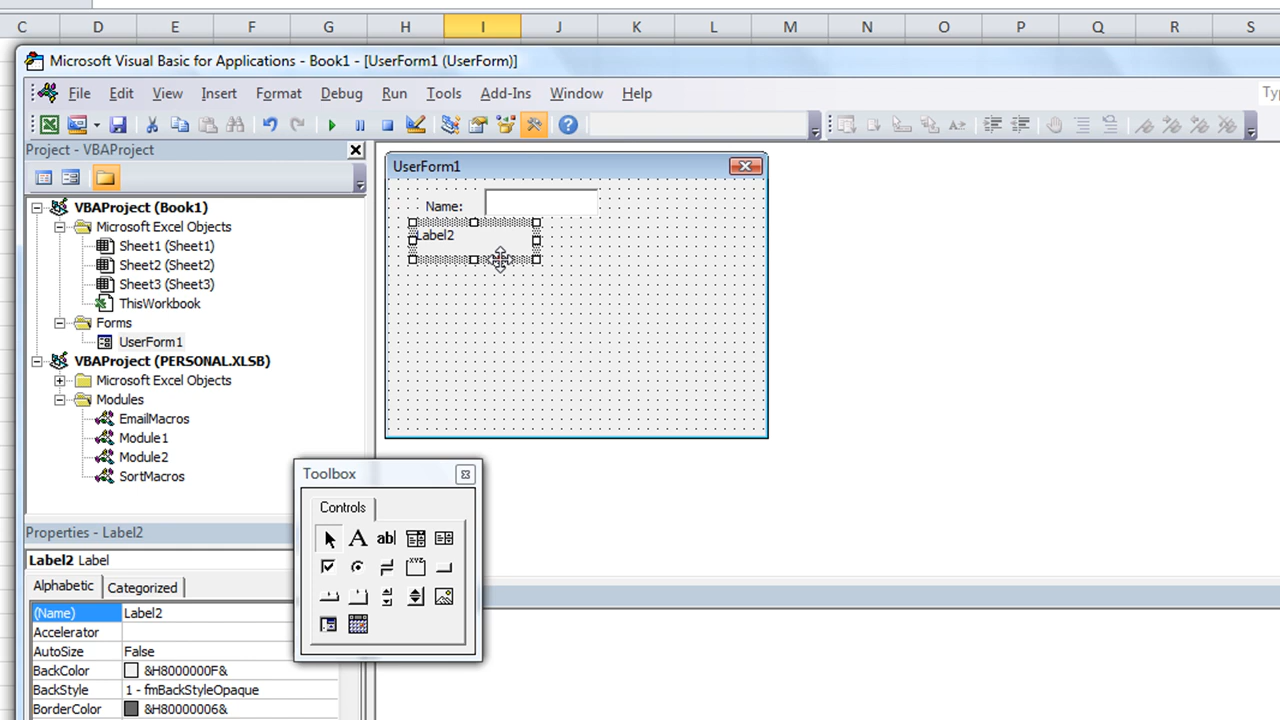 C D E F G H I J K L M N O P Q R S
Microsoft Visual Basic for Applications - Book1 - [UserForm1 (UserForm)]
File Edit View Insert Format Debug Run Tools Add-Ins Window Help
Project - VBAProject
UserForm1
VBAProject (Book1)
Name:
Microsoft Excel Objects
Label2
Sheet1 (Sheet1)
Sheet2 (Sheet2)
Sheet3 (Sheet3)
ThisWorkbook
Forms
UserForm1
VBAProject (PERSONAL.XLSB)
Microsoft Excel Objects
Modules
EmailMacros
Module1
Module2
SortMacros
Toolbox
Controls
A ab|
xyz
Properties - Label2
Label2 Label
Alphabetic Categorized
(Name) Label2
Accelerator
AutoSize False
BackColor &H8000000F&
BackStyle 1 - fmBackStyleOpaque
BorderColor &H80000006&